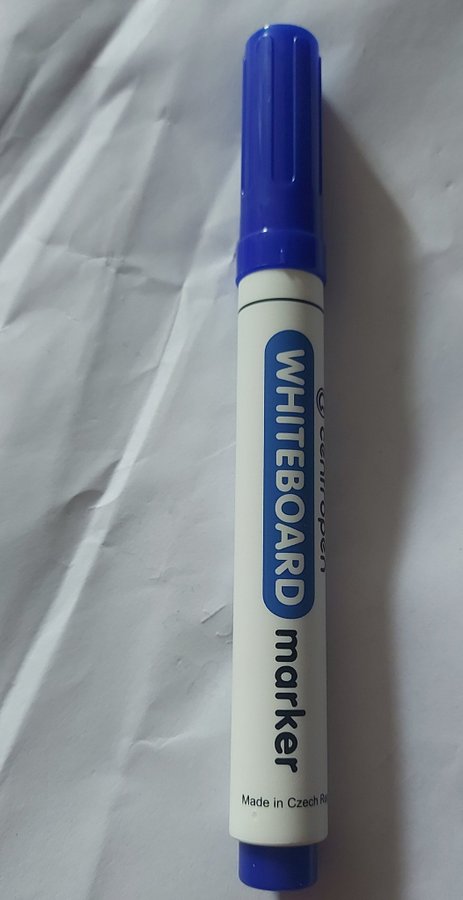 centropen
WHITEBOARD
marker
Made in Czech